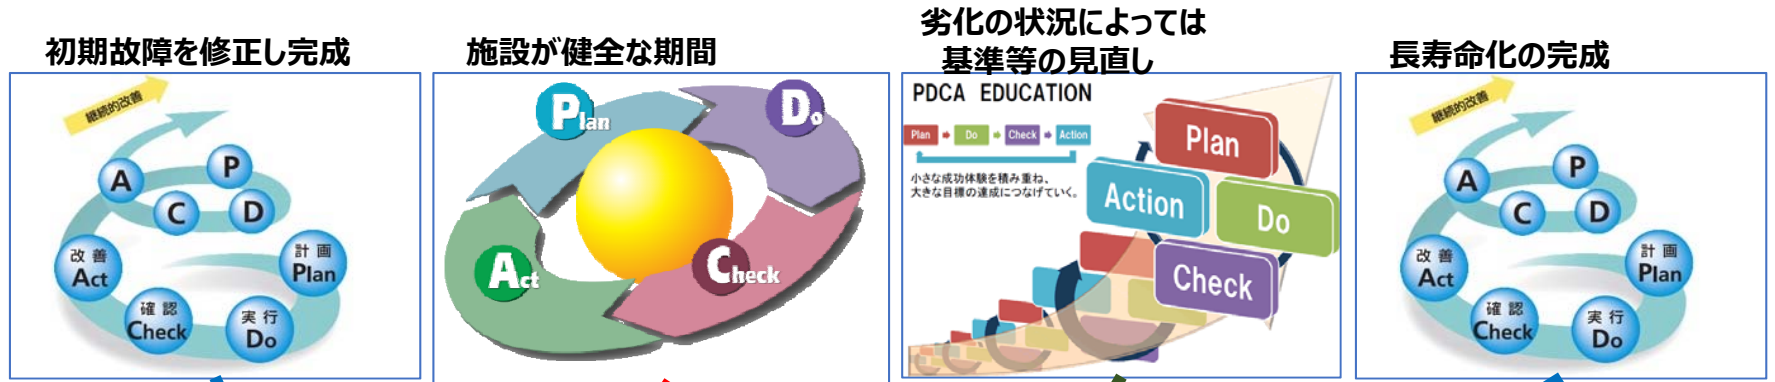 初期故障を修正し完成
継続的改善
A
P
C
D
改善
Act
計画
Plan
確認
Check
実行
Do
施設が健全な期間
Plan
Do
Act
Check
劣化の状況によっては
基準等の見直し
PDCA EDUCATION
Plan
Do
Check
Action
小さな成功体験を積み重ね、
大きな目標の達成につなげていく。
Plan
Action
Do
Check
長寿命化の完成
継続的改善
A
P
C
D
改善
Act
計画
Plan
確認
Check
実行
Do